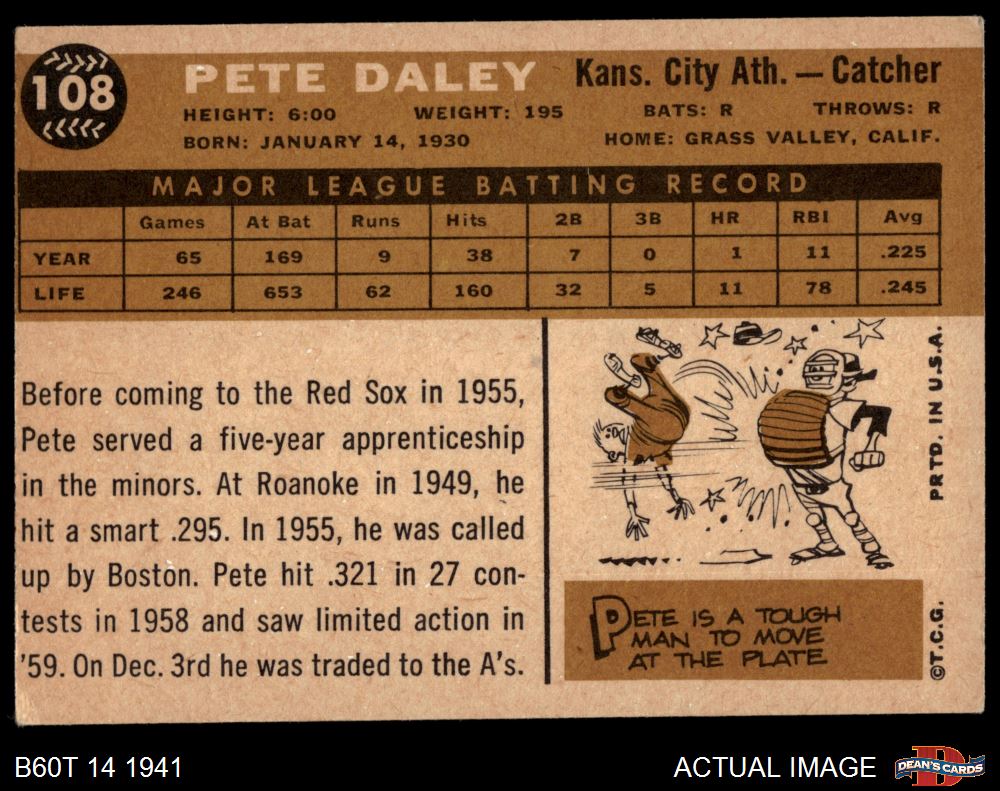 108
PETE DALEY Kans. City Ath. — Catcher
HEIGHT: 6:00 WEIGHT: 195 BATS: R THROWS: R
BORN: JANUARY 14, 1930 HOME: GRASS VALLEY, CALIF.
MAJOR LEAGUE BATTING RECORD
Games At Bat Runs Hits 2B 3B HR RBI Avg
YEAR 65 169 9 38 7 0 1 11 .225
LIFE 246 653 62 160 32 5 11 78 .245
Before coming to the Red Sox in 1955,
Pete served a five-year apprenticeship
in the minors. At Roanoke in 1949, he
hit a smart .295. In 1955, he was called
up by Boston. Pete hit .321 in 27 con-
tests in 1958 and saw limited action in
'59. On Dec. 3rd he was traded to the A's.
PETE IS A TOUGH
MAN TO MOVE
AT THE PLATE
©T.C.G. PRTD. IN U.S.A.
B60T 14 1941 ACTUAL IMAGE
D
DEAN'S CARDS